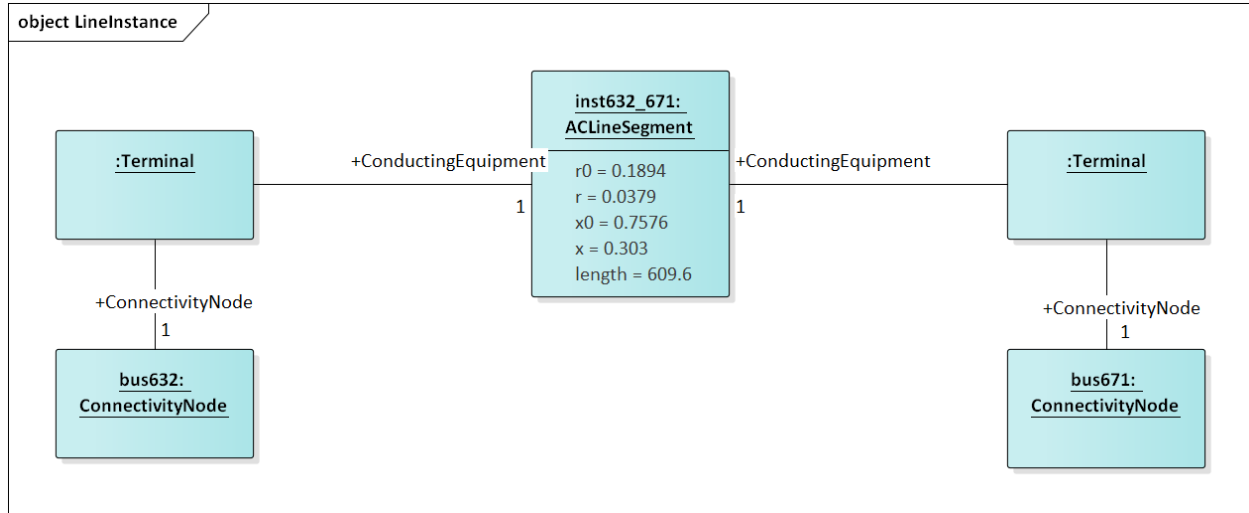 object LineInstance
:Terminal
+ConductingEquipment
1
inst632_671:
ACLineSegment
r0 = 0.1894
r = 0.0379
x0 = 0.7576
x = 0.303
length = 609.6
+ConductingEquipment
1
:Terminal
+ConnectivityNode
1
bus632:
ConnectivityNode
+ConnectivityNode
1
bus671:
ConnectivityNode